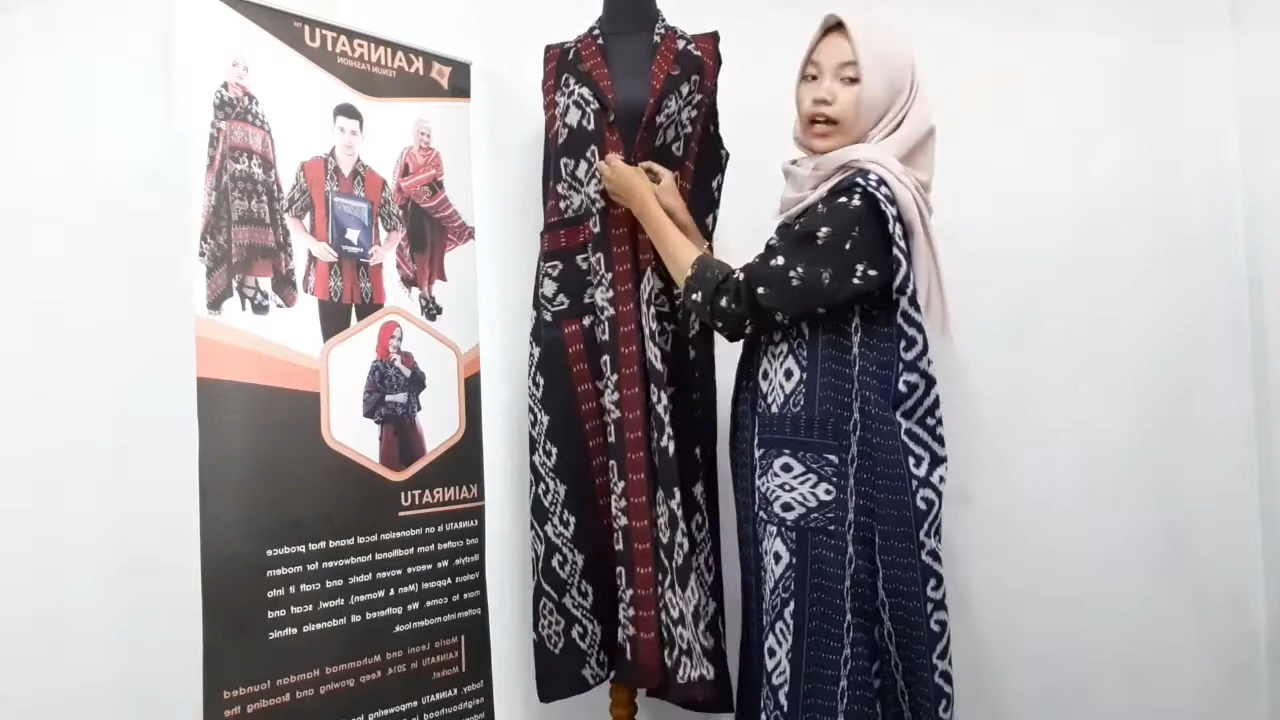 KAINRATU™
TENUN FASHION
KAINRATU
KAINRATU
KAINRATU is an Indonesian local brand that produce
and crafted from traditional handwoven for modern
lifestyle. We weave woven fabric and craft it into
Various Apparel (Men & Women), shawl, scarf and
more to come. We gathered all Indonesia ethnic
pattern into modern look.
Maria Leoni and Muhammad Hamdan founded
KAINRATU in 2014. Keep growing and Broading the
Market.
Today, KAINRATU empowering
neighbourhood in